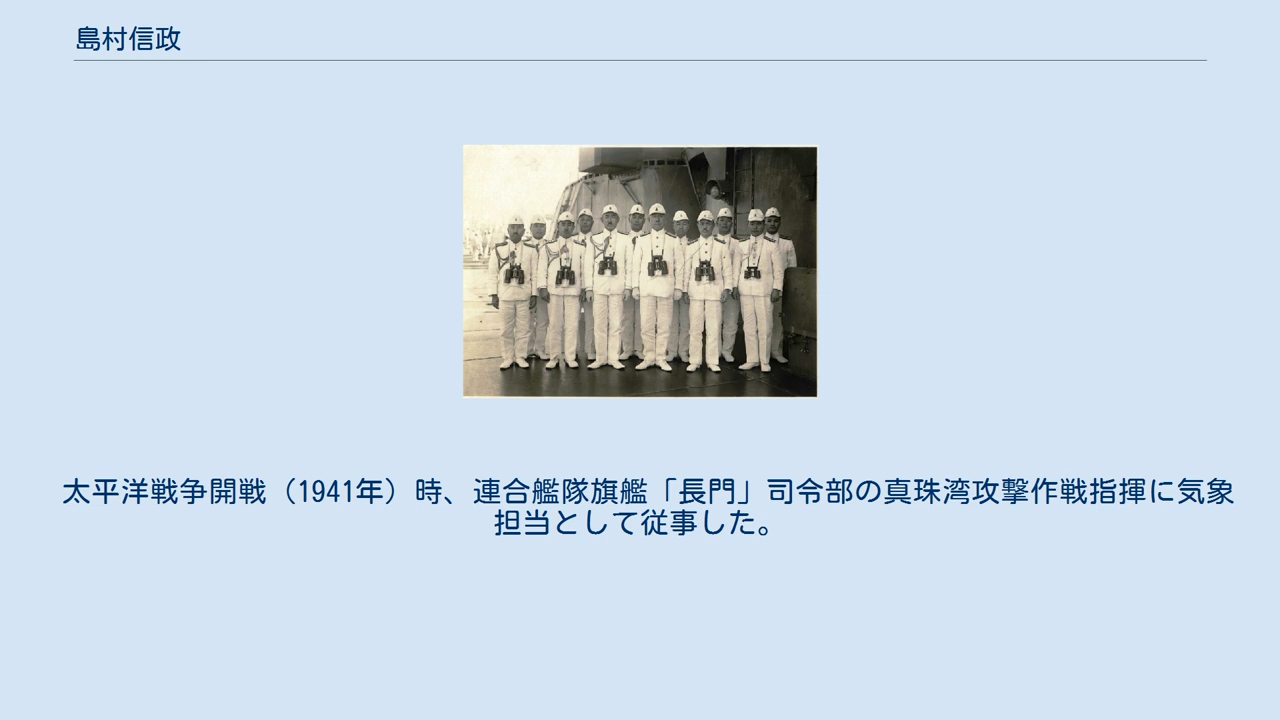 島村信政
太平洋戦争開戦（1941年）時、連合艦隊旗艦「長門」司令部の真珠湾攻撃作戦指揮に気象
担当として従事した。